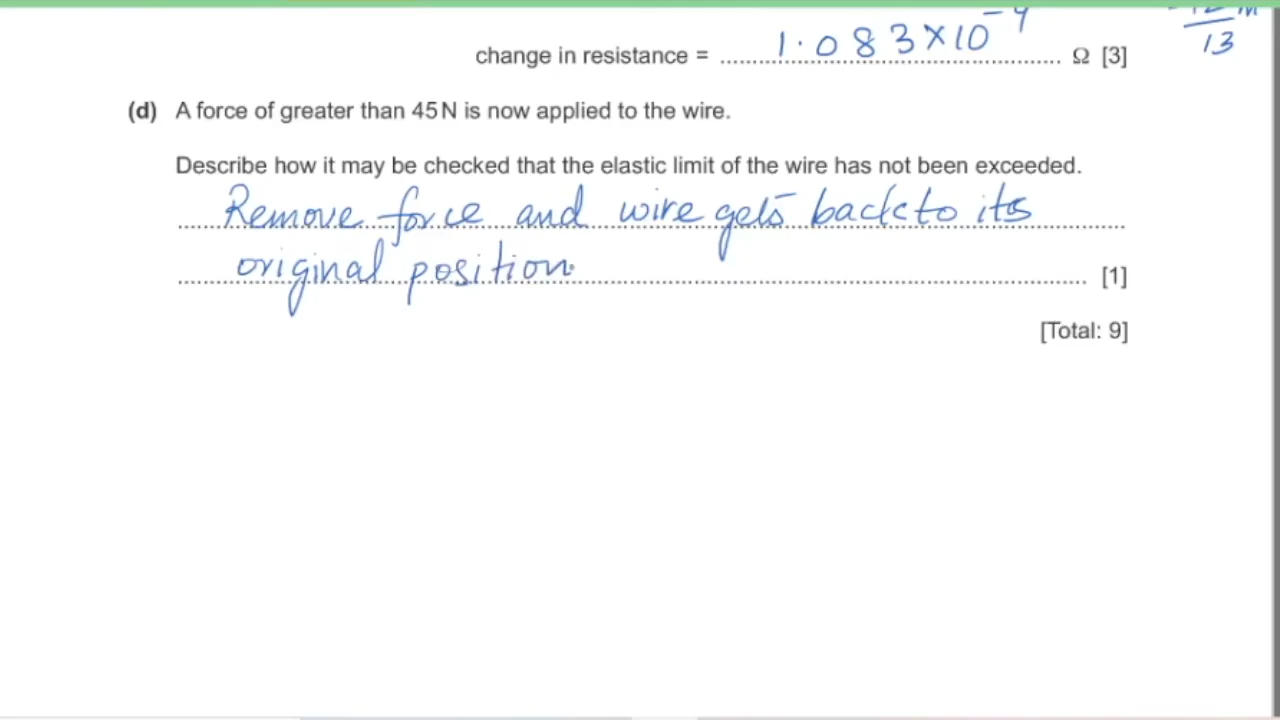 change in resistance = 1.083×10⁻⁴ Ω [3]
13
(d) A force of greater than 45 N is now applied to the wire.
Describe how it may be checked that the elastic limit of the wire has not been exceeded.
Remove force and wire gets back to its
original position. [1]
[Total: 9]